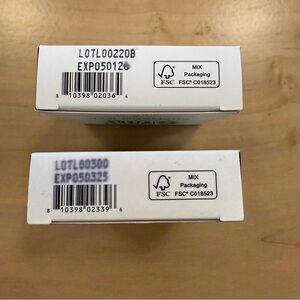 LOTL00220B
EXP050126
8 10398 02036 4
FSC
MIX
Packaging
FSC® C018523
LOTL00300
EXP050325
8 10398 02339 6
FSC
MIX
Packaging
FSC® C018523